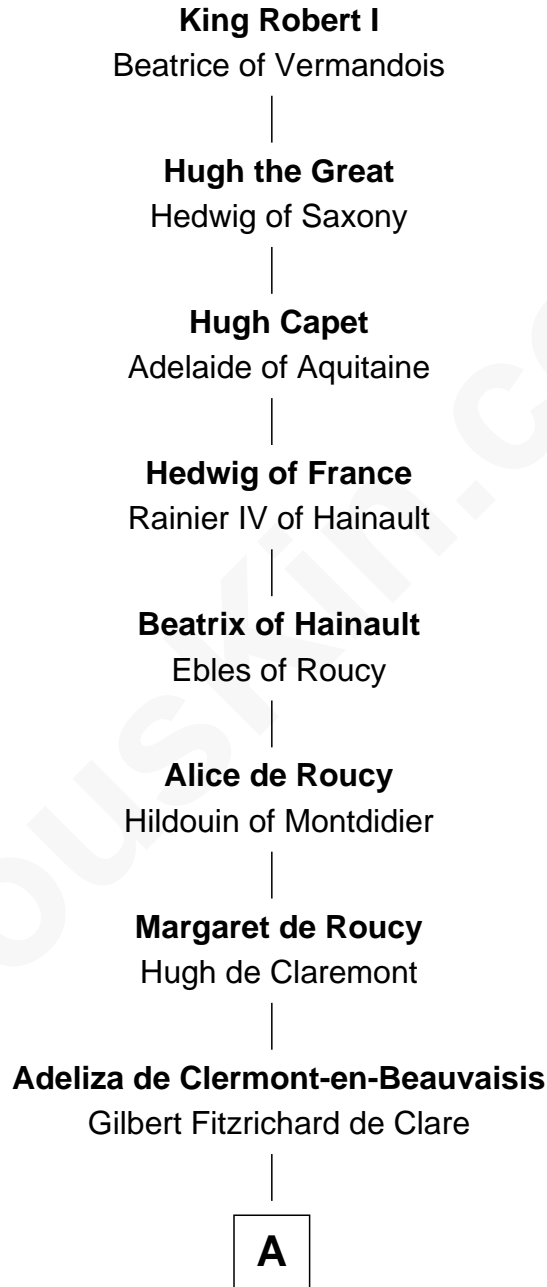 King Robert I
Beatrice of Vermandois
Hugh the Great
Hedwig of Saxony
Hugh Capet
Adelaide of Aquitaine
Hedwig of France
Rainier IV of Hainault
Beatrix of Hainault
Ebles of Roucy
Alice de Roucy
Hildouin of Montdidier
Margaret de Roucy
Hugh de Claremont
Adeliza de Clermont-en-Beauvaisis
Gilbert Fitzrichard de Clare
A